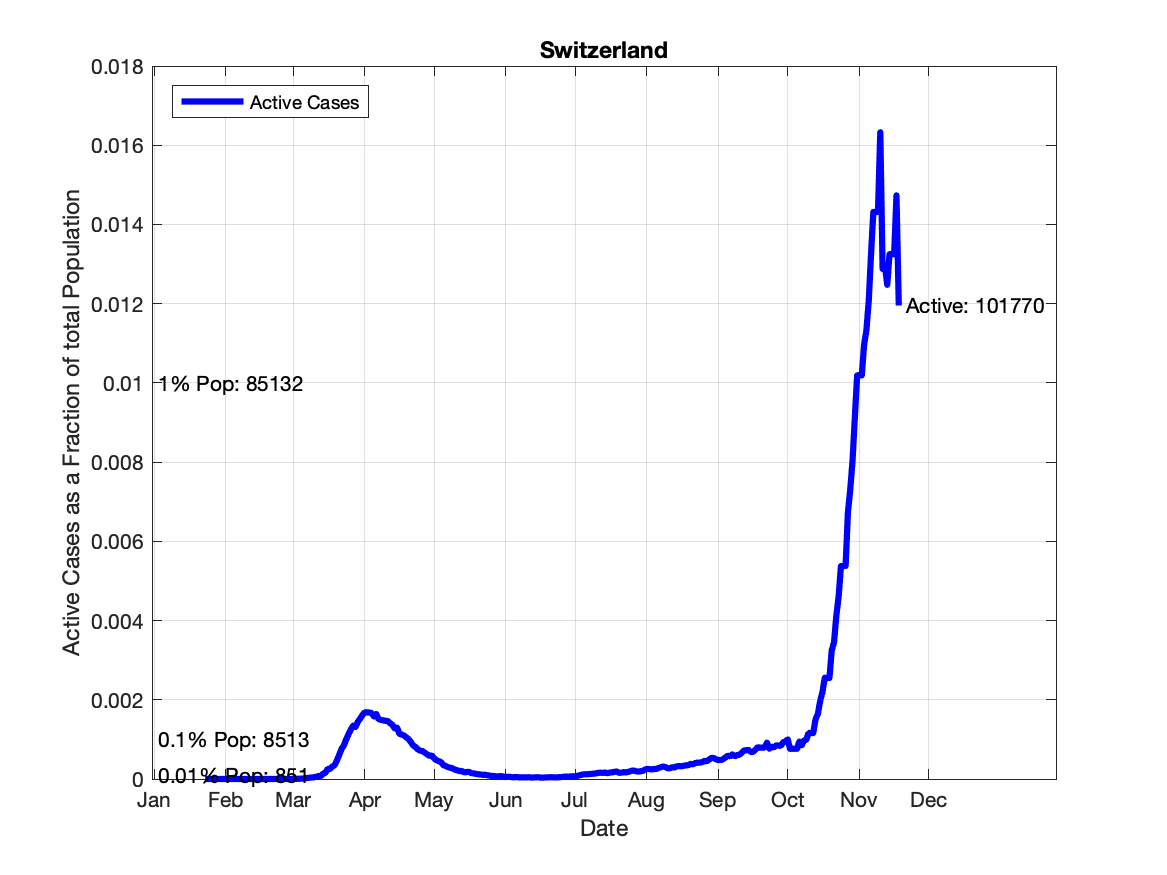 Switzerland
Active Cases
0.018
0.016
0.014
0.012
0.01
0.008
0.006
0.004
0.002
0
Active Cases as a Fraction of total Population
Active: 101770
1% Pop: 85132
0.1% Pop: 8513
0.01% Pop: 851
Jan Feb Mar Apr May Jun Jul Aug Sep Oct Nov Dec
Date